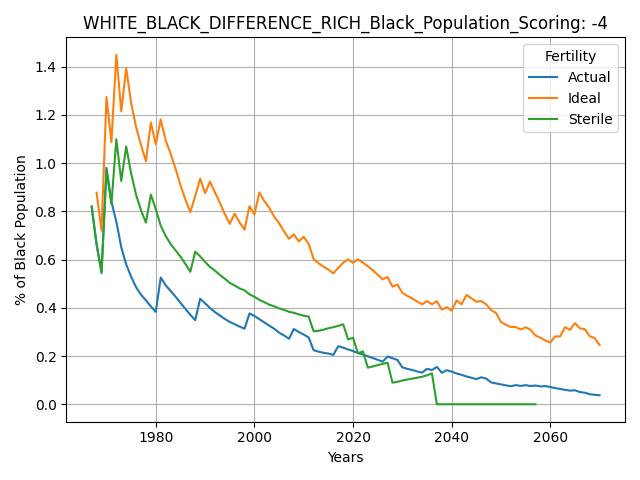 WHITE_BLACK_DIFFERENCE_RICH_Black_Population_Scoring: -4
Fertility
Actual
Ideal
Sterile
% of Black Population
1.4
1.2
1.0
0.8
0.6
0.4
0.2
0.0
1980
2000
2020
2040
2060
Years